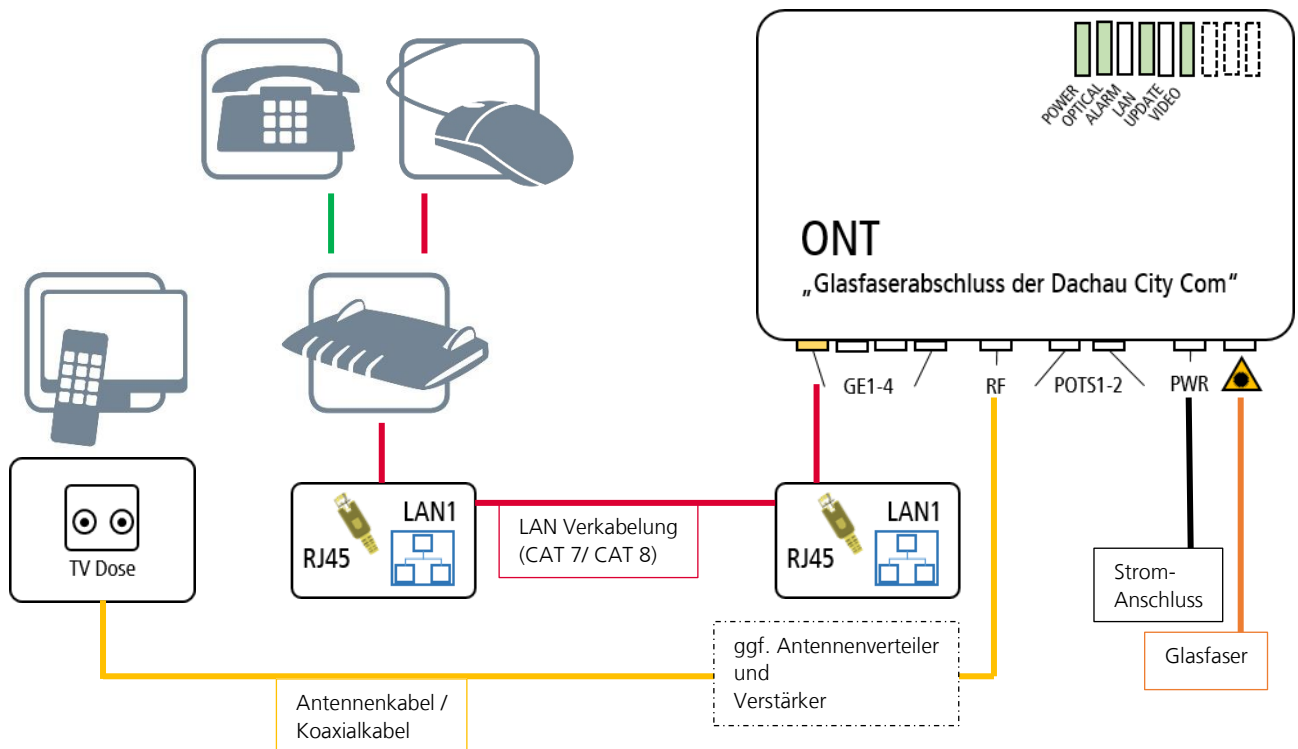 POWER
OPTICAL
ALARM
LAN
UPDATE
VIDEO
ONT
„Glasfaserabschluss der Dachau City Com“
GE1-4
RF
POTS1-2
PWR
TV Dose
RJ45
LAN1
LAN Verkabelung
(CAT 7/ CAT 8)
RJ45
LAN1
Strom-
Anschluss
Glasfaser
ggf. Antennenverteiler
und
Verstärker
Antennenkabel /
Koaxialkabel